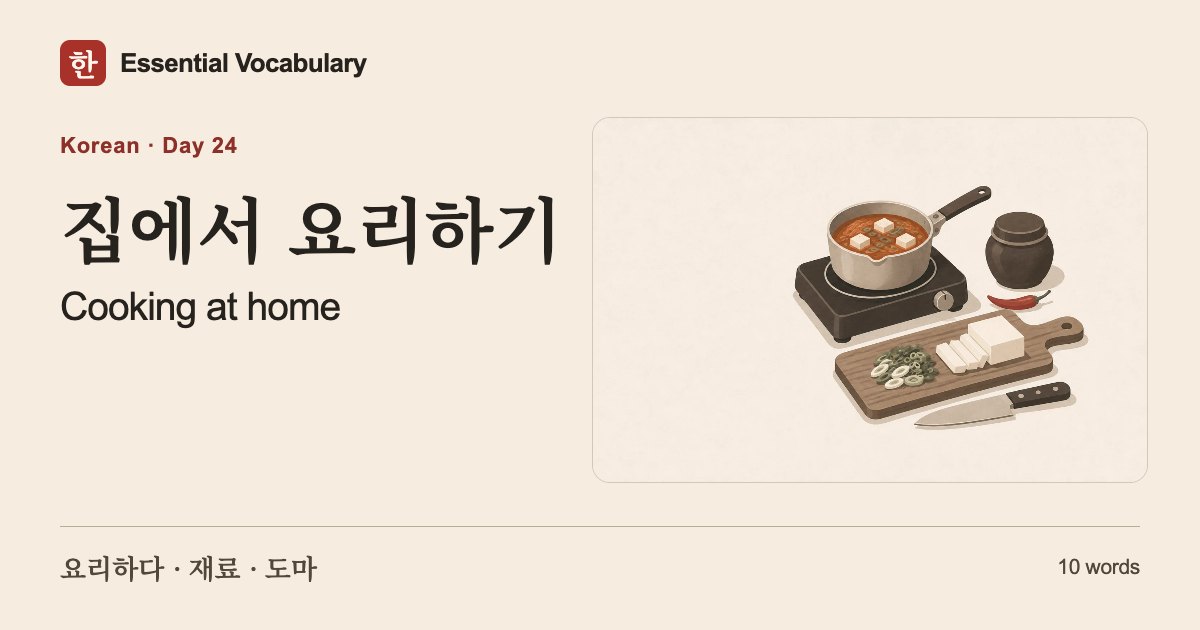 한 Essential Vocabulary
Korean · Day 24
집에서 요리하기
Cooking at home
요리하다 · 재료 · 도마
10 words